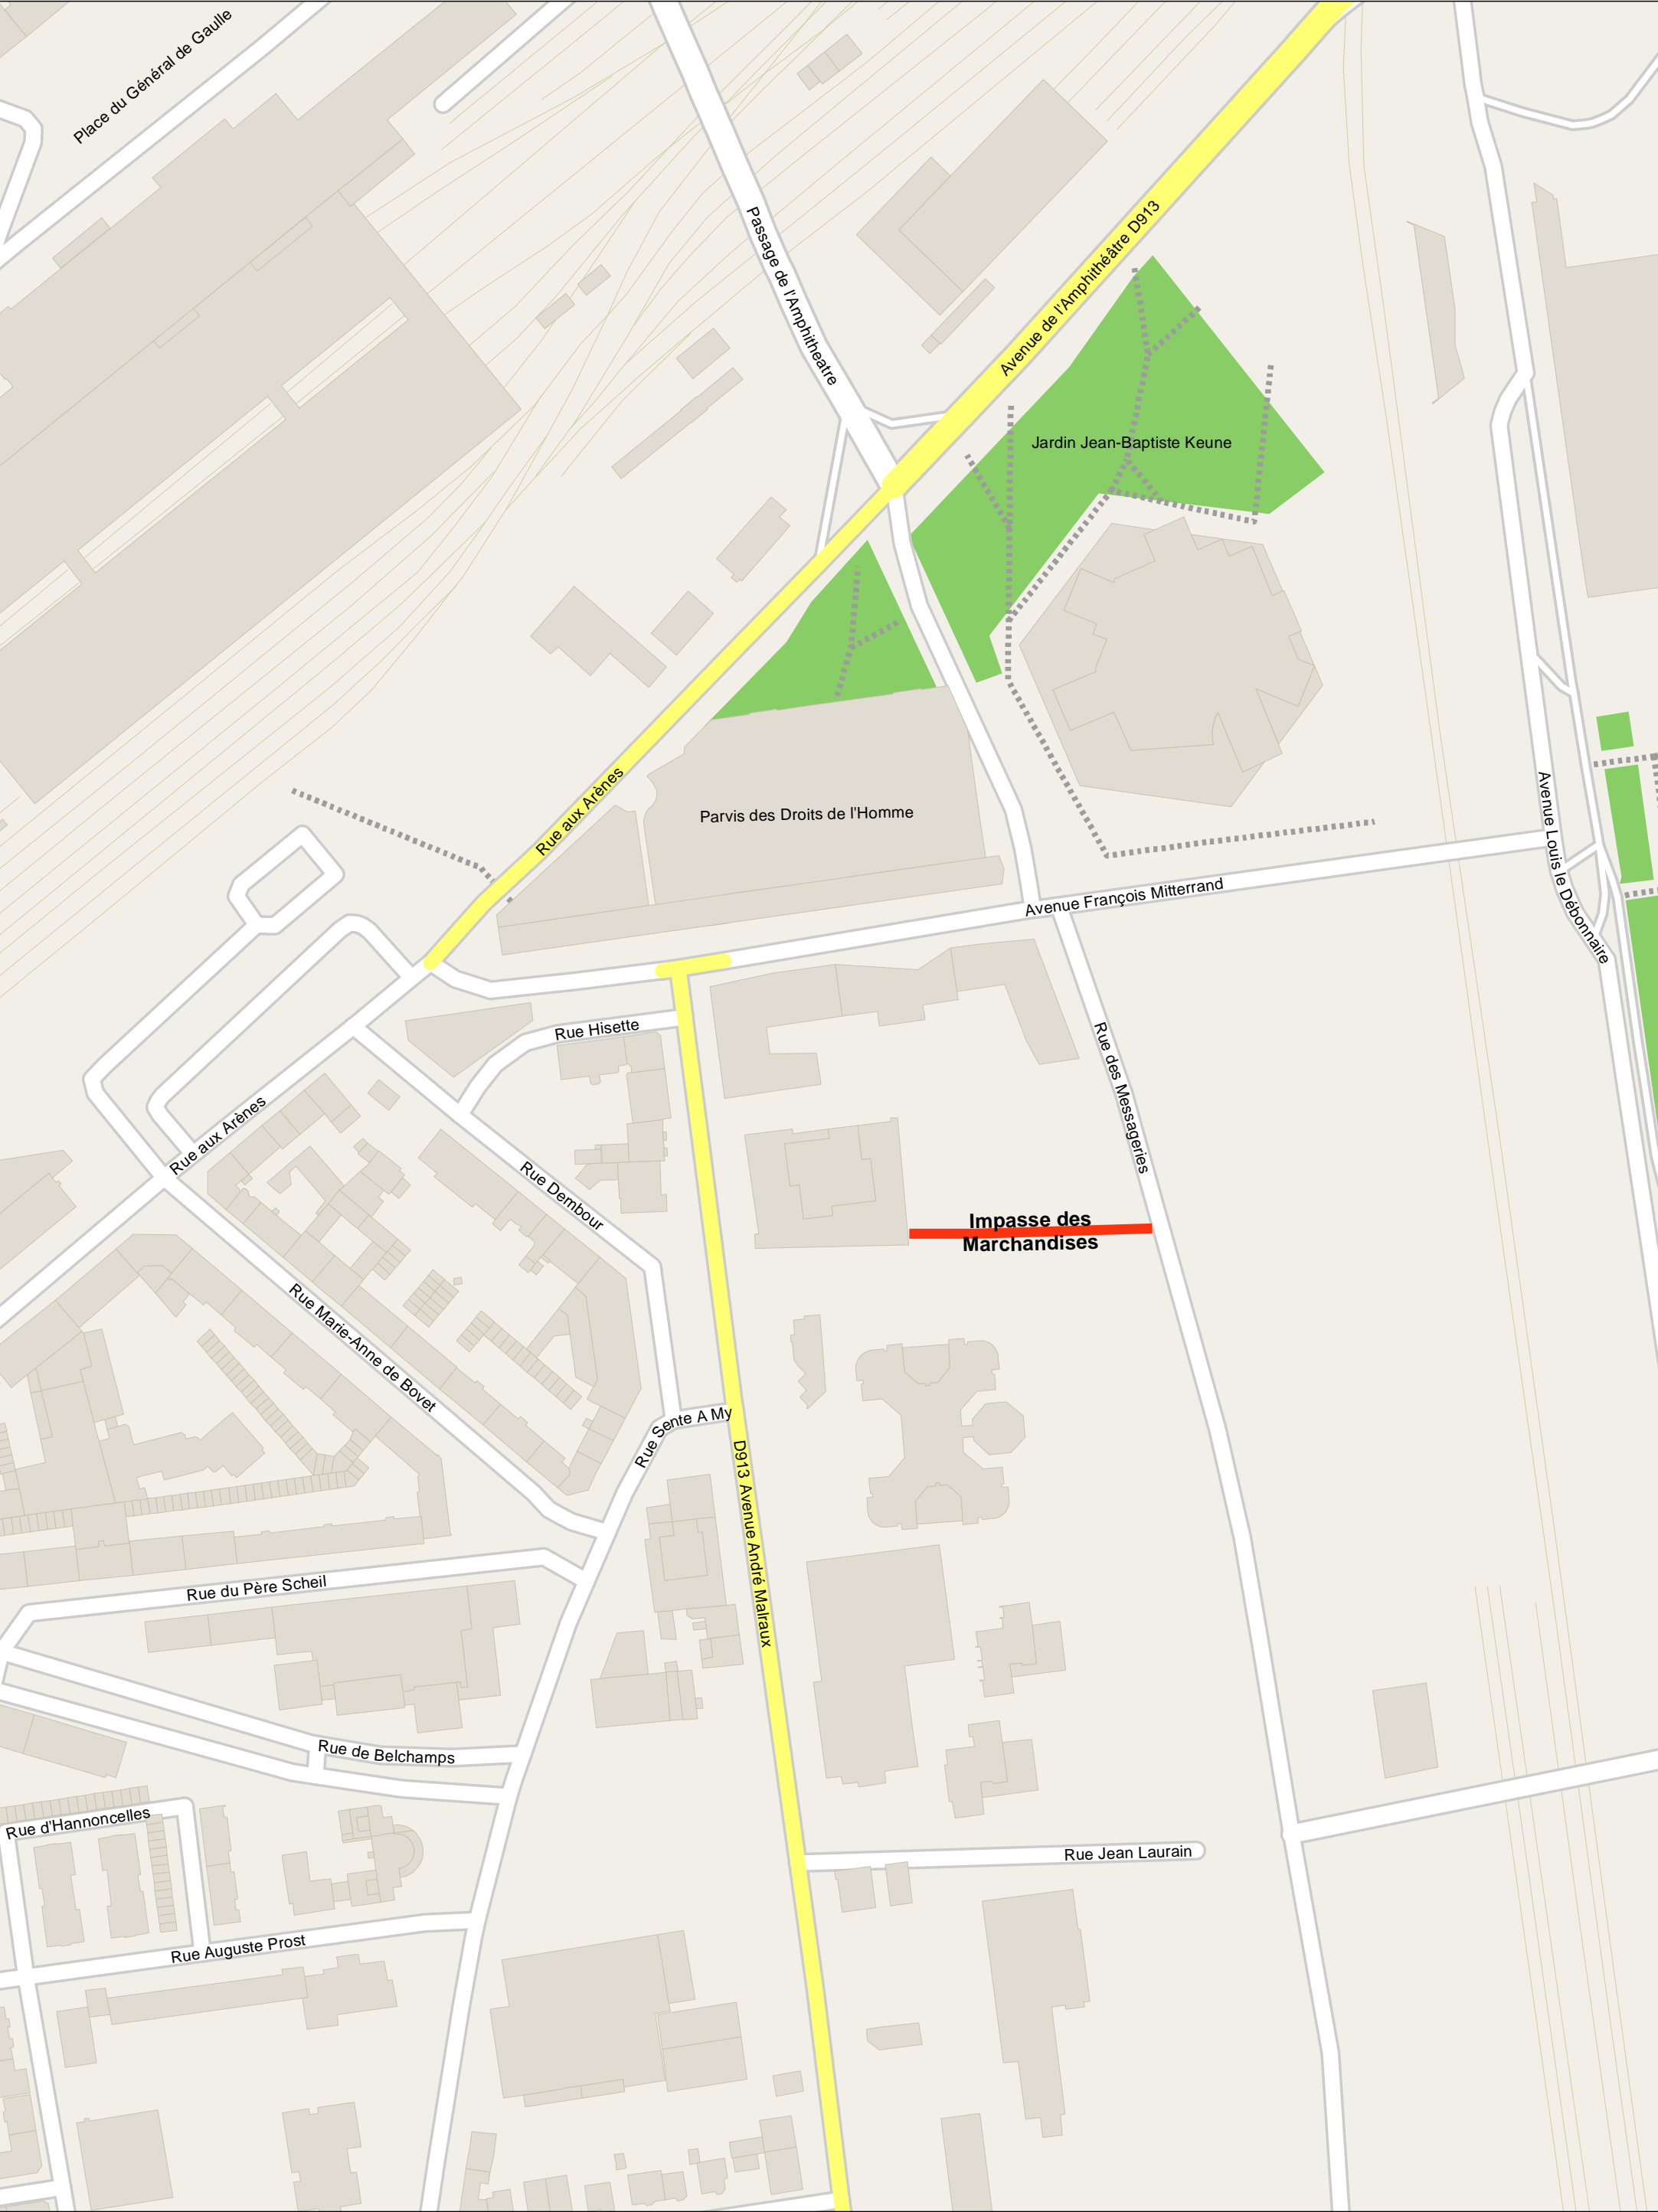 Place du Général de Gaulle
Passage de l'Amphitheatre
Avenue de l'Amphithéâtre D913
Jardin Jean-Baptiste Keune
Rue aux Arènes
Parvis des Droits de l'Homme
Avenue Louis le Débonnaire
Avenue François Mitterrand
Rue Hisette
Rue des Messageries
Rue aux Arènes
Rue Dembour
Impasse des
Marchandises
Rue Marie-Anne de Bovet
Rue Sente A My
D913 Avenue André Malraux
Rue du Père Scheil
Rue de Belchamps
Rue d'Hannoncelles
Rue Jean Laurain
Rue Auguste Prost